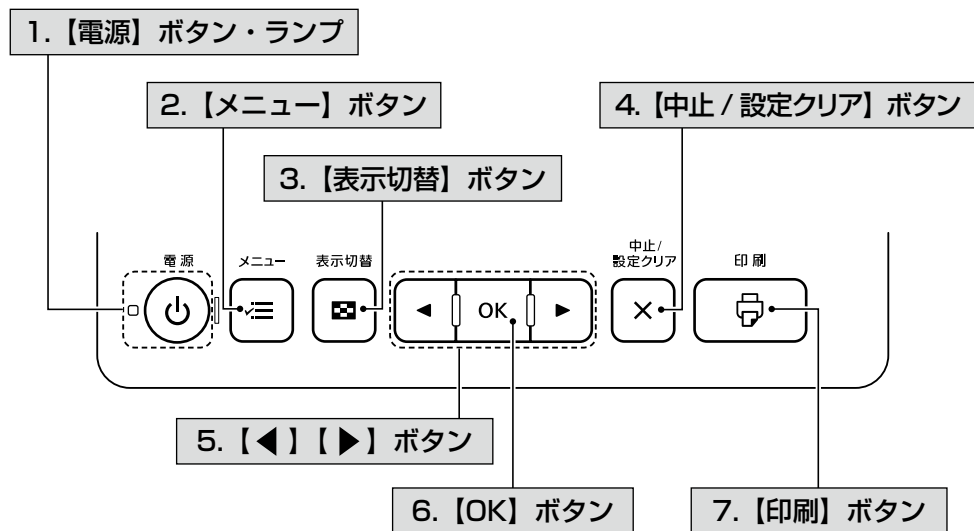 1.【電源】ボタン・ランプ
2.【メニュー】ボタン
4.【中止 / 設定クリア】ボタン
3.【表示切替】ボタン
電源
メニュー
表示切替
中止/
設定クリア
印刷
OK
5.【◀】【▶】ボタン
6.【OK】ボタン
7.【印刷】ボタン